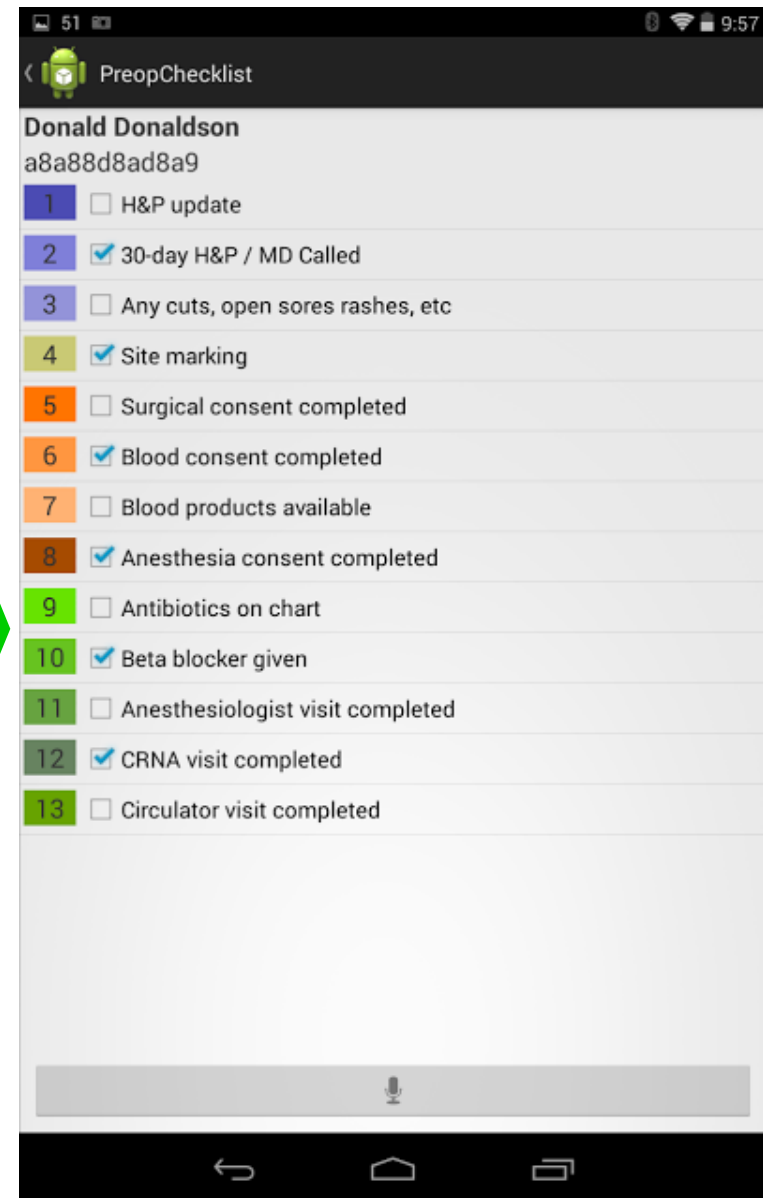 51 9:57
PreopChecklist
Donald Donaldson
a8a88d8ad8a9
1 H&P update
2 30-day H&P / MD Called
3 Any cuts, open sores rashes, etc
4 Site marking
5 Surgical consent completed
6 Blood consent completed
7 Blood products available
8 Anesthesia consent completed
9 Antibiotics on chart
10 Beta blocker given
11 Anesthesiologist visit completed
12 CRNA visit completed
13 Circulator visit completed